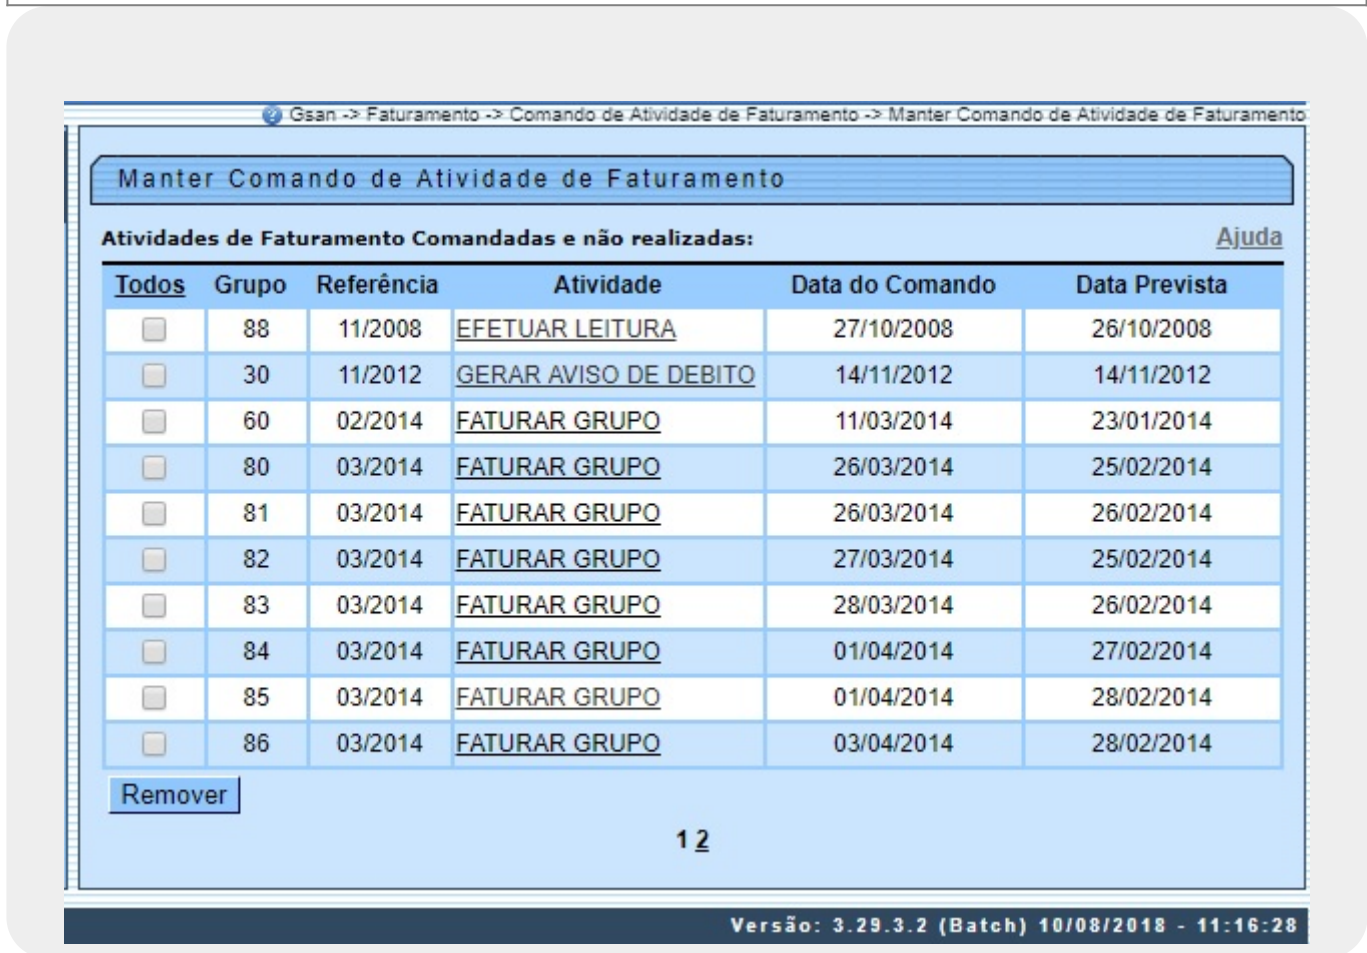 Gsan -> Faturamento -> Comando de Atividade de Faturamento -> Manter Comando de Atividade de Faturamento
Manter Comando de Atividade de Faturamento
Atividades de Faturamento Comandadas e não realizadas: Ajuda
Todos Grupo Referência Atividade Data do Comando Data Prevista
88 11/2008 EFETUAR LEITURA 27/10/2008 26/10/2008
30 11/2012 GERAR AVISO DE DEBITO 14/11/2012 14/11/2012
60 02/2014 FATURAR GRUPO 11/03/2014 23/01/2014
80 03/2014 FATURAR GRUPO 26/03/2014 25/02/2014
81 03/2014 FATURAR GRUPO 26/03/2014 26/02/2014
82 03/2014 FATURAR GRUPO 27/03/2014 25/02/2014
83 03/2014 FATURAR GRUPO 28/03/2014 26/02/2014
84 03/2014 FATURAR GRUPO 01/04/2014 27/02/2014
85 03/2014 FATURAR GRUPO 01/04/2014 28/02/2014
86 03/2014 FATURAR GRUPO 03/04/2014 28/02/2014
Remover
1 2
Versão: 3.29.3.2 (Batch) 10/08/2018 - 11:16:28